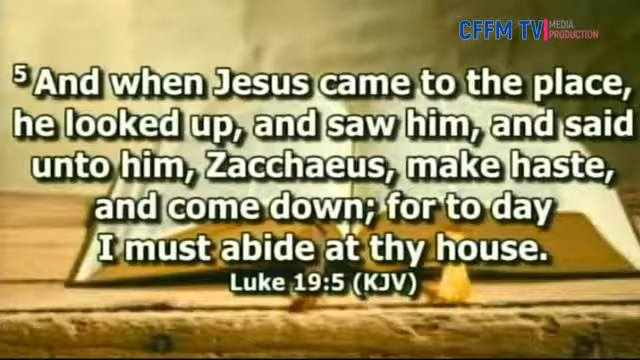 CFFM TV MEDIA
PRODUCTION
5 And when Jesus came to the place,
he looked up, and saw him, and said
unto him, Zacchaeus, make haste,
and come down; for to day
I must abide at thy house.
Luke 19:5 (KJV)